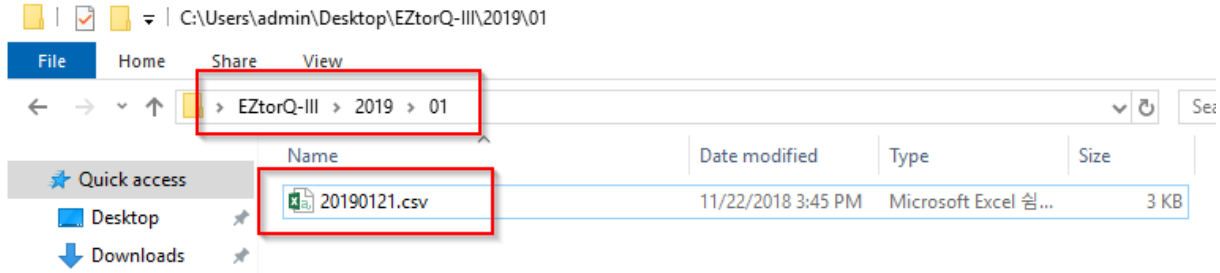 C:\Users\admin\Desktop\EZtorQ-III\2019\01
File Home Share View
EZtorQ-III > 2019 > 01
Sea
Name Date modified Type Size
Quick access
20190121.csv 11/22/2018 3:45 PM Microsoft Excel 쉼... 3 KB
Desktop
Downloads